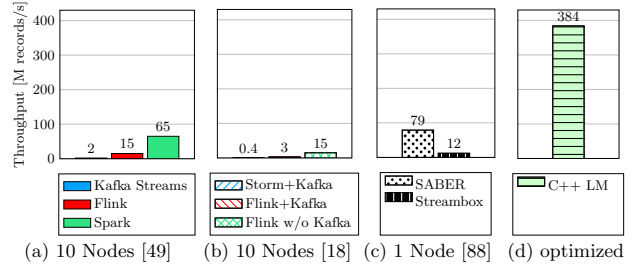 Throughput [M records/s]
400
300
200
100
0
2
15
65
0.4
3
15
79
12
384
Kafka Streams
Flink
Spark
Storm+Kafka
Flink+Kafka
Flink w/o Kafka
SABER
Streambox
C++ LM
(a) 10 Nodes [49]
(b) 10 Nodes [18]
(c) 1 Node [88]
(d) optimized